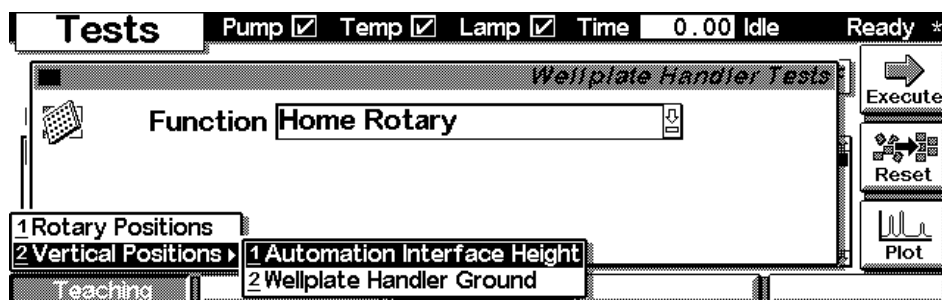 Tests Pump Temp Lamp Time 0.00 Idle Ready *
Wellplate Handler Tests
Execute
Function Home Rotary
Reset
1 Rotary Positions
2 Vertical Positions
1 Automation Interface Height
Plot
2 Wellplate Handler Ground
Teaching